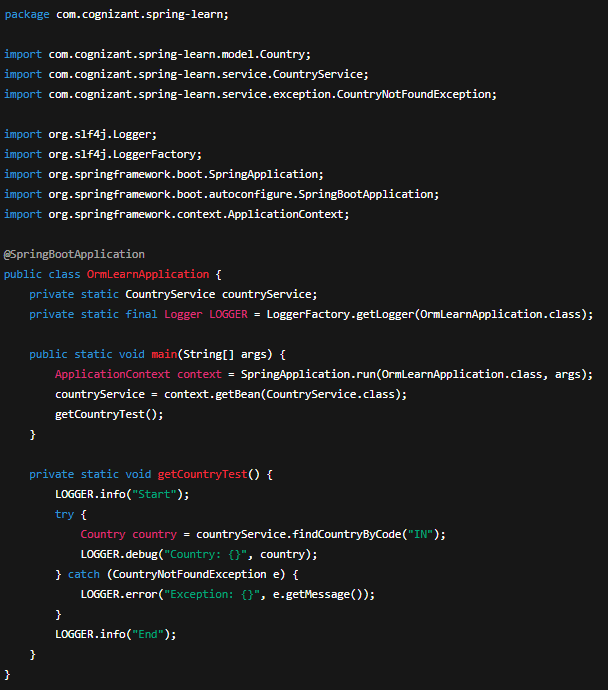 package com.cognizant.spring-learn;

import com.cognizant.spring-learn.model.Country;
import com.cognizant.spring-learn.service.CountryService;
import com.cognizant.spring-learn.service.exception.CountryNotFoundException;

import org.slf4j.Logger;
import org.slf4j.LoggerFactory;
import org.springframework.boot.SpringApplication;
import org.springframework.boot.autoconfigure.SpringBootApplication;
import org.springframework.context.ApplicationContext;

@SpringBootApplication
public class OrmLearnApplication {
    private static CountryService countryService;
    private static final Logger LOGGER = LoggerFactory.getLogger(OrmLearnApplication.class);

    public static void main(String[] args) {
        ApplicationContext context = SpringApplication.run(OrmLearnApplication.class, args);
        countryService = context.getBean(CountryService.class);
        getCountryTest();
    }

    private static void getCountryTest() {
        LOGGER.info("Start");
        try {
            Country country = countryService.findCountryByCode("IN");
            LOGGER.debug("Country: {}", country);
        } catch (CountryNotFoundException e) {
            LOGGER.error("Exception: {}", e.getMessage());
        }
        LOGGER.info("End");
    }
}